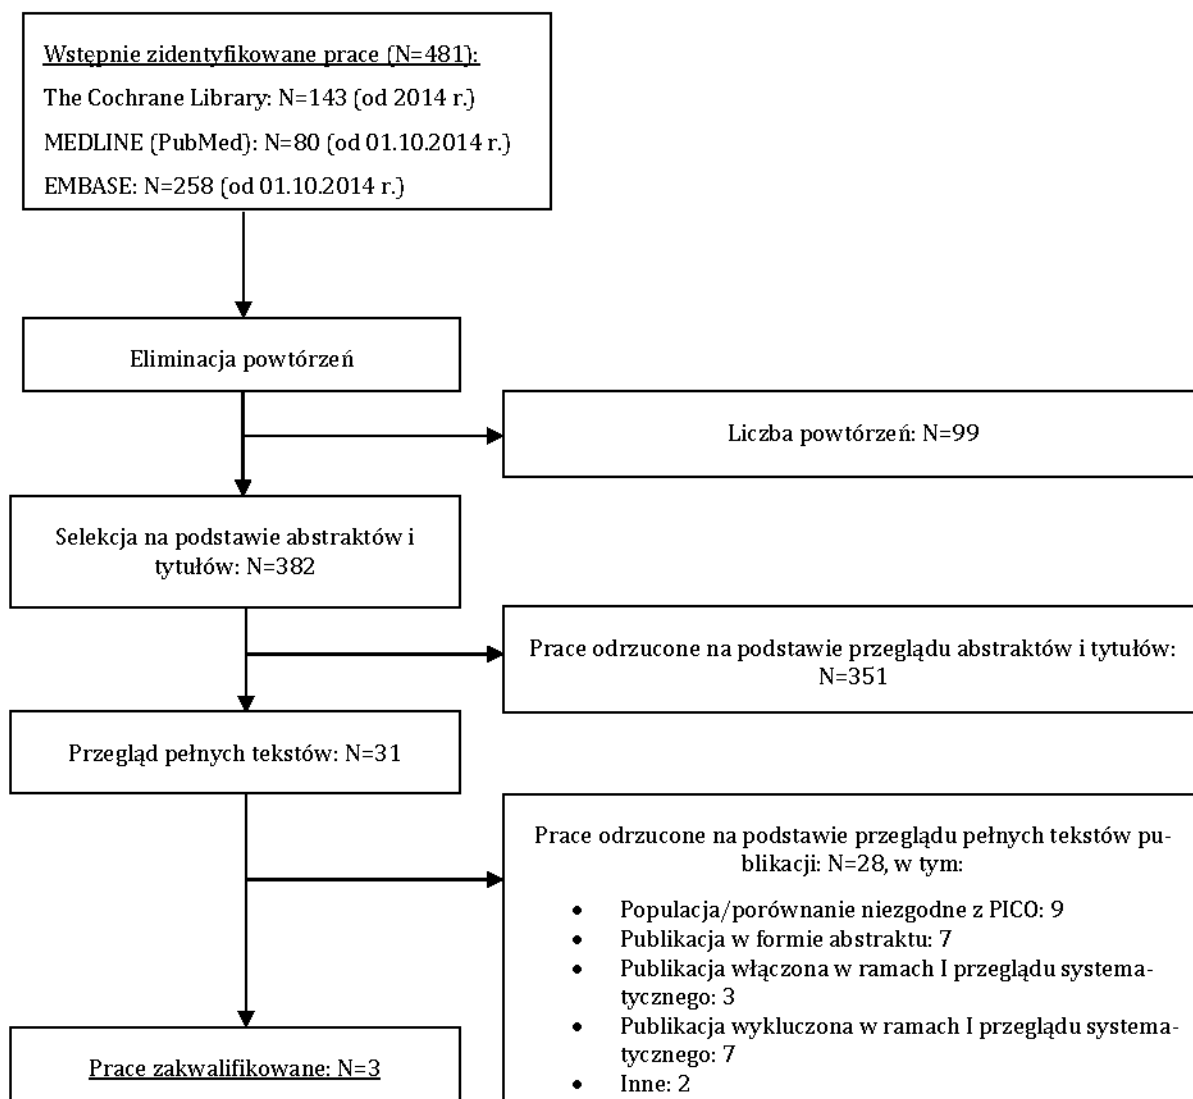 Wstępnie zidentyfikowane prace (N=481):
The Cochrane Library: N=143 (od 2014 r.)
MEDLINE (PubMed): N=80 (od 01.10.2014 r.)
EMBASE: N=258 (od 01.10.2014 r.)
Eliminacja powtórzeń
Liczba powtórzeń: N=99
Selekcja na podstawie abstraktów i
tytułów: N=382
Prace odrzucone na podstawie przeglądu abstraktów i tytułów:
N=351
Przegląd pełnych tekstów: N=31
Prace odrzucone na podstawie przeglądu pełnych tekstów pu-
blikacji: N=28, w tym:
• Populacja/porównanie niezgodne z PICO: 9
• Publikacja w formie abstraktu: 7
• Publikacja włączona w ramach I przeglądu systema-
tycznego: 3
• Publikacja wykluczona w ramach I przeglądu systema-
tycznego: 7
• Inne: 2
Prace zakwalifikowane: N=3